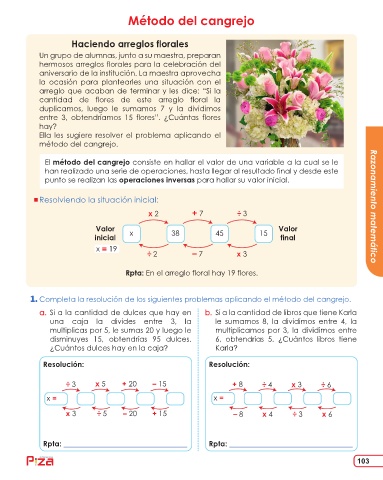 Método del cangrejo
Haciendo arreglos florales
Un grupo de alumnas, junto a su maestra, preparan
hermosos arreglos florales para la celebración del
aniversario de la institución. La maestra aprovecha
la ocasión para plantearles una situación con el
arreglo que acaban de terminar y les dice: “Si la
cantidad de flores de este arreglo floral la
duplicamos, luego le sumamos 7 y la dividimos
entre 3, obtendríamos 15 flores”. ¿Cuántas flores
hay?
Ella les sugiere resolver el problema aplicando el
método del cangrejo.
El método del cangrejo consiste en hallar el valor de una variable a la cual se le
han realizado una serie de operaciones, hasta llegar al resultado final y desde este
punto se realizan las operaciones inversas para hallar su valor inicial.
Razonamiento matemático
Resolviendo la situación inicial:
x 2 + 7 ÷ 3
Valor inicial x 38 45 15 Valor final
x = 19
÷ 2 – 7 x 3
Rpta: En el arreglo floral hay 19 flores.
1. Completa la resolución de los siguientes problemas aplicando el método del cangrejo.
a. Si a la cantidad de dulces que hay en
una caja la divides entre 3, la
multiplicas por 5, le sumas 20 y luego le
disminuyes 15, obtendrías 95 dulces.
¿Cuántos dulces hay en la caja?
Resolución:
÷ 3 x 5 + 20 – 15
x =
x 3 ÷ 5 – 20 + 15
Rpta:
b. Si a la cantidad de libros que tiene Karla
le sumamos 8, la dividimos entre 4, la
multiplicamos por 3, la dividimos entre
6, obtendrías 5. ¿Cuántos libros tiene
Karla?
Resolución:
+ 8 ÷ 4 x 3 ÷ 6
x =
– 8 x 4 ÷ 3 x 6
Rpta:
Piza
103